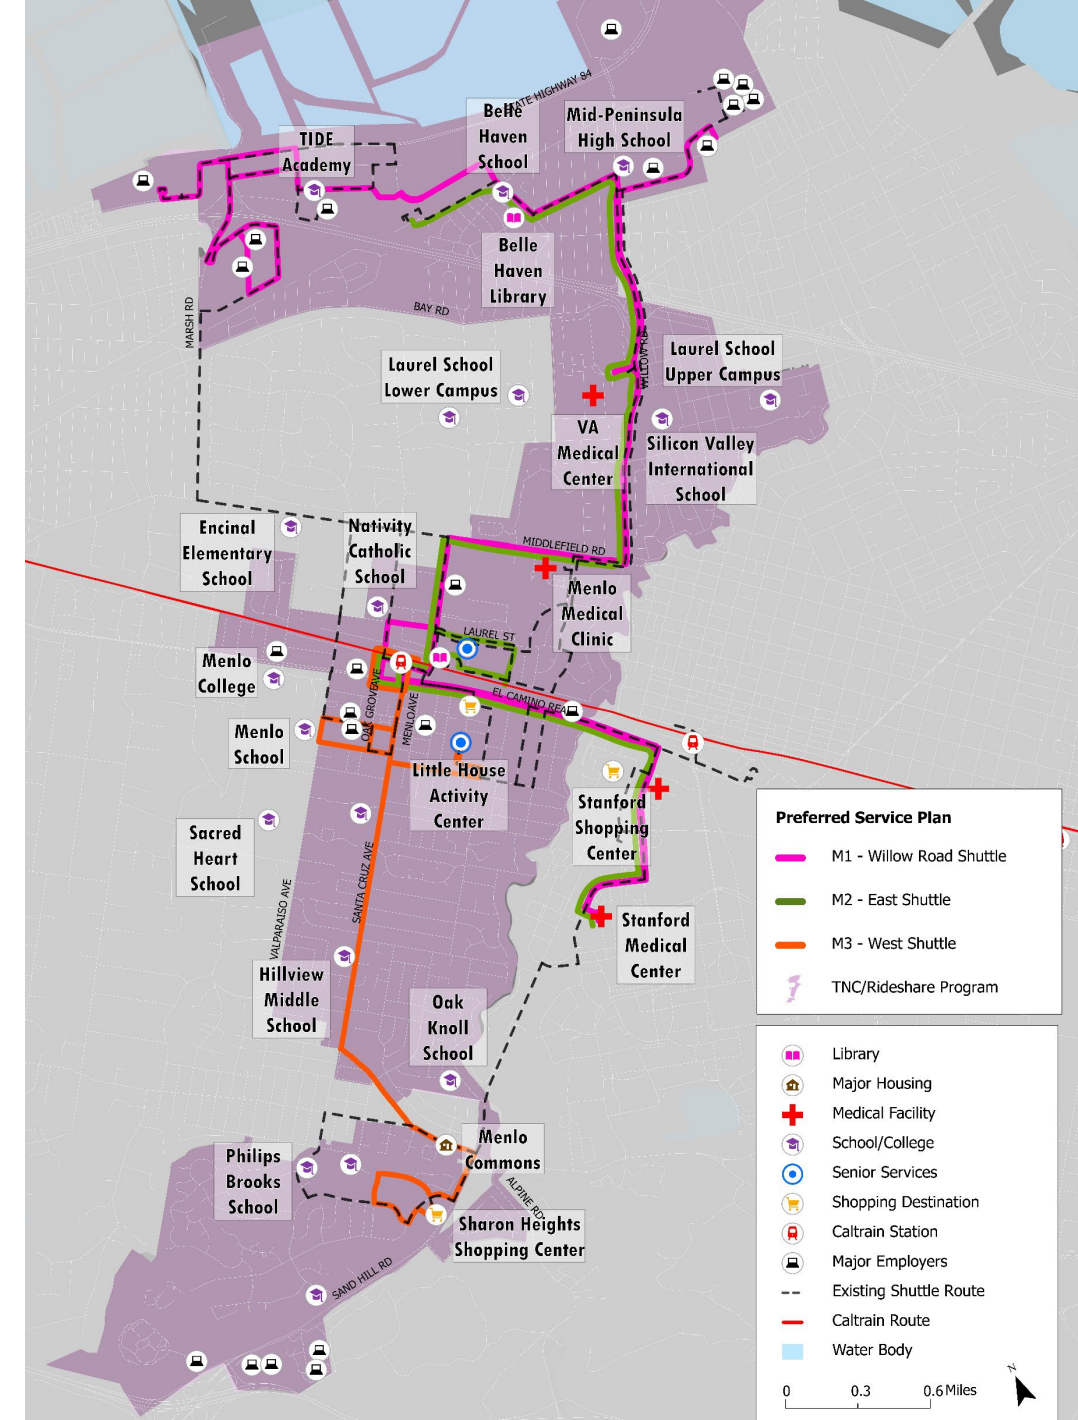 STATE HIGHWAY 84
Belle
Haven
School
Mid-Peninsula
High School
TIDE
Academy
Belle
Haven
Library
MARSH RD
BAY RD
WILLOW RD
Laurel School
Lower Campus
Laurel School
Upper Campus
VA
Medical
Center
Silicon Valley
International
School
Encinal
Elementary
School
Nativity
Catholic
School
MIDDLEFIELD RD
Menlo
Medical
Clinic
LAUREL ST
Menlo
College
OAK GROVE AVE
MENLO AVE
EL CAMINO REAL
Menlo
School
Little House
Activity
Center
Stanford
Shopping
Center
Sacred
Heart
School
SANTA CRUZ AVE
VALPARAISO AVE
Stanford
Medical
Center
Hillview
Middle
School
Oak
Knoll
School
Menlo
Commons
Philips
Brooks
School
ALPINE RD
Sharon Heights
Shopping Center
SAND HILL RD
Preferred Service Plan
M1 - Willow Road Shuttle
M2 - East Shuttle
M3 - West Shuttle
TNC/Rideshare Program
Library
Major Housing
Medical Facility
School/College
Senior Services
Shopping Destination
Caltrain Station
Major Employers
Existing Shuttle Route
Caltrain Route
Water Body
0 0.3 0.6 Miles
N